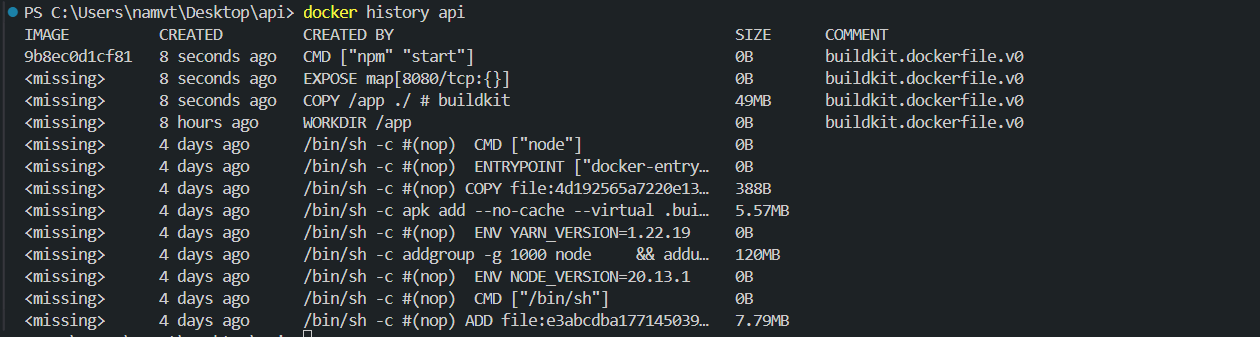 PS C:\Users\namvt\Desktop\api> docker history api
IMAGE CREATED CREATED BY SIZE COMMENT
9b8ec0d1cf81 8 seconds ago CMD ["npm" "start"] 0B buildkit.dockerfile.v0
<missing> 8 seconds ago EXPOSE map[8080/tcp:{}] 0B buildkit.dockerfile.v0
<missing> 8 seconds ago COPY /app ./ # buildkit 49MB buildkit.dockerfile.v0
<missing> 8 hours ago WORKDIR /app 0B buildkit.dockerfile.v0
<missing> 4 days ago /bin/sh -c #(nop) CMD ["node"] 0B
<missing> 4 days ago /bin/sh -c #(nop) ENTRYPOINT ["docker-entry… 0B
<missing> 4 days ago /bin/sh -c #(nop) COPY file:4d192565a7220e13… 388B
<missing> 4 days ago /bin/sh -c apk add --no-cache --virtual .bui… 5.57MB
<missing> 4 days ago /bin/sh -c #(nop) ENV YARN_VERSION=1.22.19 0B
<missing> 4 days ago /bin/sh -c addgroup -g 1000 node && addu… 120MB
<missing> 4 days ago /bin/sh -c #(nop) ENV NODE_VERSION=20.13.1 0B
<missing> 4 days ago /bin/sh -c #(nop) CMD ["/bin/sh"] 0B
<missing> 4 days ago /bin/sh -c #(nop) ADD file:e3abcdba177145039… 7.79MB